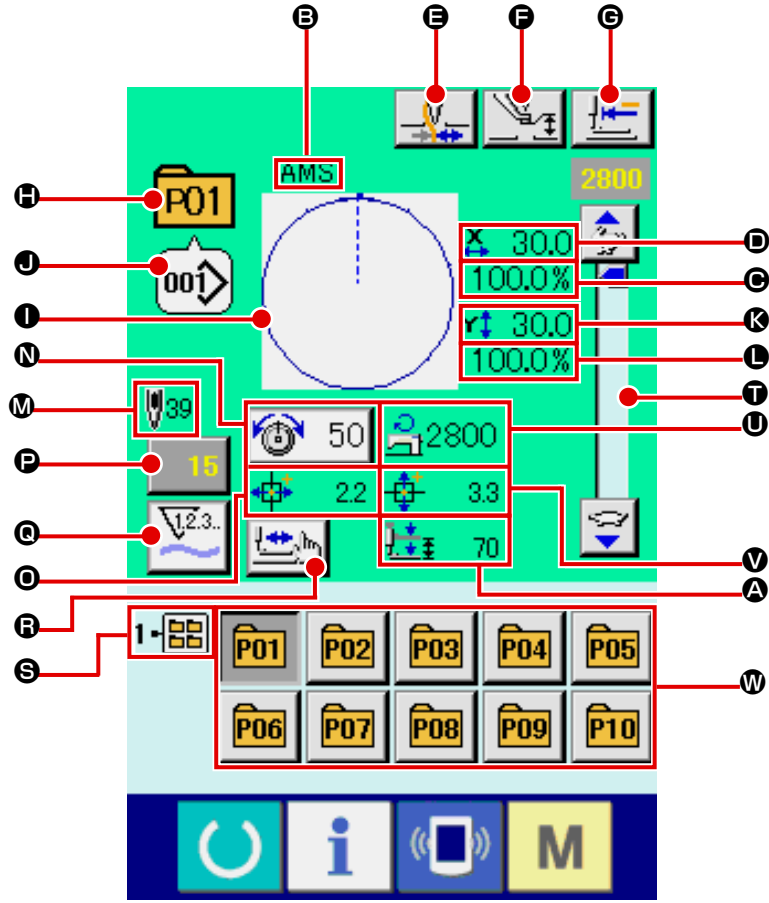 B E F G
AMS
2800
H P01
X 30.0 D
J 001
100.0% C
I
Y 30.0 K
N
100.0% L
M 39
T
50 2800 U
P 15
2.2 3.3
Q 1.2.3..
O V
70
R A
S 1-
P01 P02 P03 P04 P05
W
P06 P07 P08 P09 P10
i M